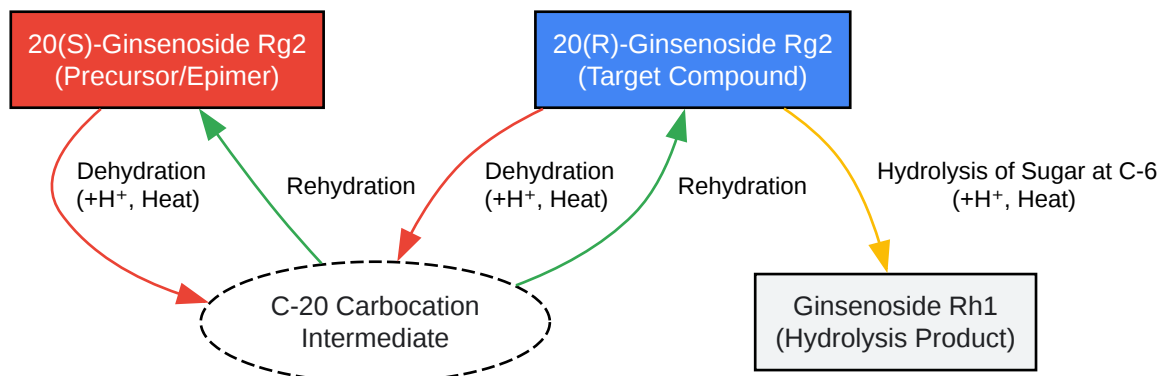 20(S)-Ginsenoside Rg2
(Precursor/Epimer)
20(R)-Ginsenoside Rg2
(Target Compound)
Dehydration
(+H⁺, Heat)
Rehydration
Dehydration
(+H⁺, Heat)
Rehydration
Hydrolysis of Sugar at C-6
(+H⁺, Heat)
C-20 Carbocation
Intermediate
Ginsenoside Rh1
(Hydrolysis Product)